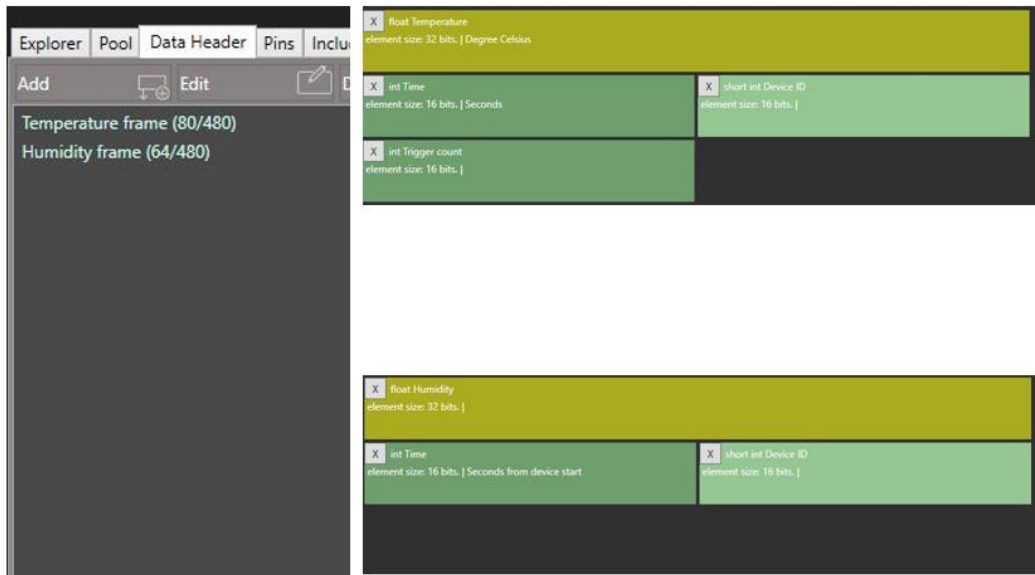 Explorer Pool Data Header Pins Inclu
Add Edit D
Temperature frame (80/480)
Humidity frame (64/480)
X float Temperature
element size: 32 bits. | Degree Celsius
X int Time
element size: 16 bits. | Seconds
X short int Device ID
element size: 16 bits. |
X int Trigger count
element size: 16 bits. |
X float Humidity
element size: 32 bits. |
X int Time
element size: 16 bits. | Seconds from device start
X short int Device ID
element size: 16 bits. |